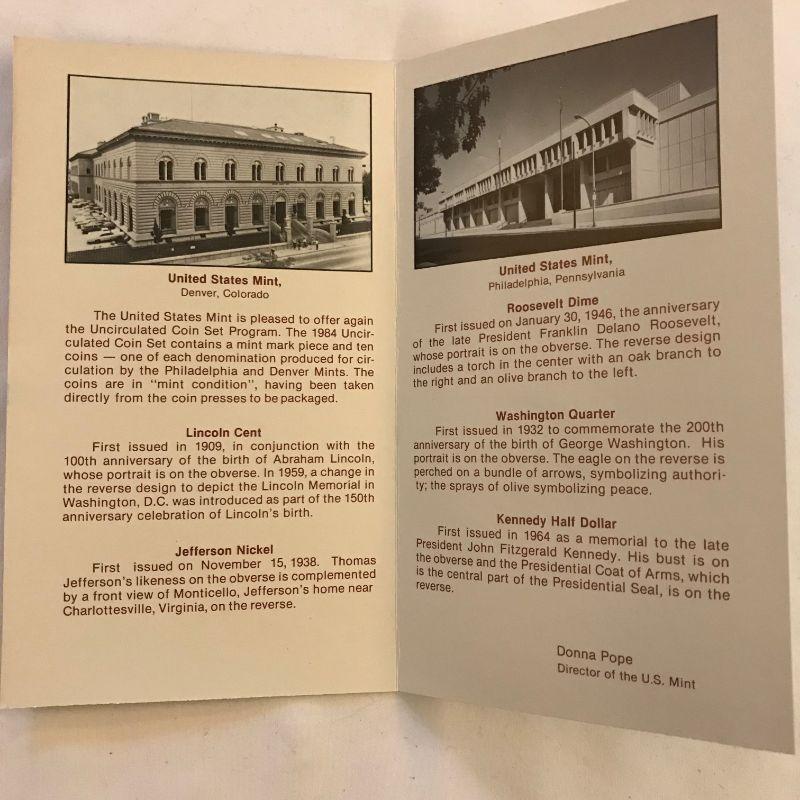 United States Mint,
Denver, Colorado
The United States Mint is pleased to offer again
the Uncirculated Coin Set Program. The 1984 Uncir-
culated Coin Set contains a mint mark piece and ten
coins — one of each denomination produced for cir-
culation by the Philadelphia and Denver Mints. The
coins are in "mint condition", having been taken
directly from the coin presses to be packaged.
Lincoln Cent
First issued in 1909, in conjunction with the
100th anniversary of the birth of Abraham Lincoln,
whose portrait is on the obverse. In 1959, a change in
the reverse design to depict the Lincoln Memorial in
Washington, D.C. was introduced as part of the 150th
anniversary celebration of Lincoln's birth.
Jefferson Nickel
First issued on November 15, 1938. Thomas
Jefferson's likeness on the obverse is complemented
by a front view of Monticello, Jefferson's home near
Charlottesville, Virginia, on the reverse.
United States Mint,
Philadelphia, Pennsylvania
Roosevelt Dime
First issued on January 30, 1946, the anniversary
of the late President Franklin Delano Roosevelt,
whose portrait is on the obverse. The reverse design
includes a torch in the center with an oak branch to
the right and an olive branch to the left.
Washington Quarter
First issued in 1932 to commemorate the 200th
anniversary of the birth of George Washington. His
portrait is on the obverse. The eagle on the reverse is
perched on a bundle of arrows, symbolizing authori-
ty; the sprays of olive symbolizing peace.
Kennedy Half Dollar
First issued in 1964 as a memorial to the late
President John Fitzgerald Kennedy. His bust is on
the obverse and the Presidential Coat of Arms, which
is the central part of the Presidential Seal, is on the
reverse.
Donna Pope
Director of the U.S. Mint